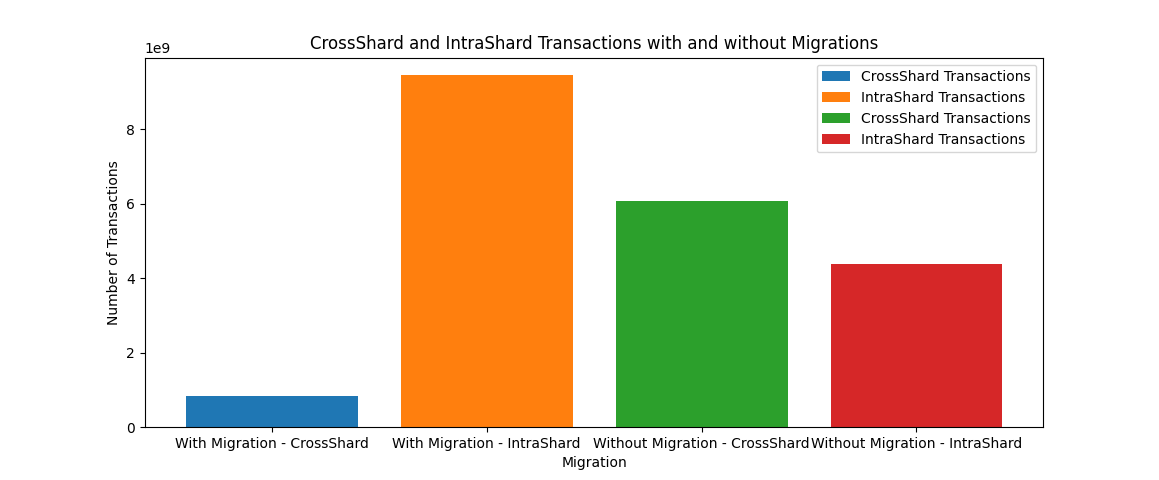 CrossShard and IntraShard Transactions with and without Migrations
1e9
CrossShard Transactions
IntraShard Transactions
CrossShard Transactions
IntraShard Transactions
Number of Transactions
8
6
4
2
0
With Migration - CrossShard
With Migration - IntraShard
Without Migration - CrossShard
Without Migration - IntraShard
Migration